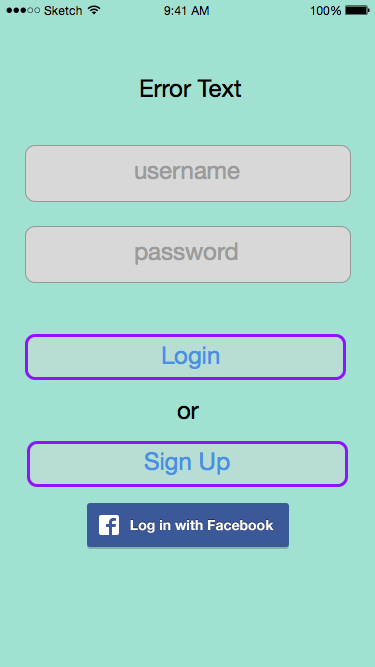 Sketch 9:41 AM 100%
Error Text
username
password
Login
or
Sign Up
Log in with Facebook